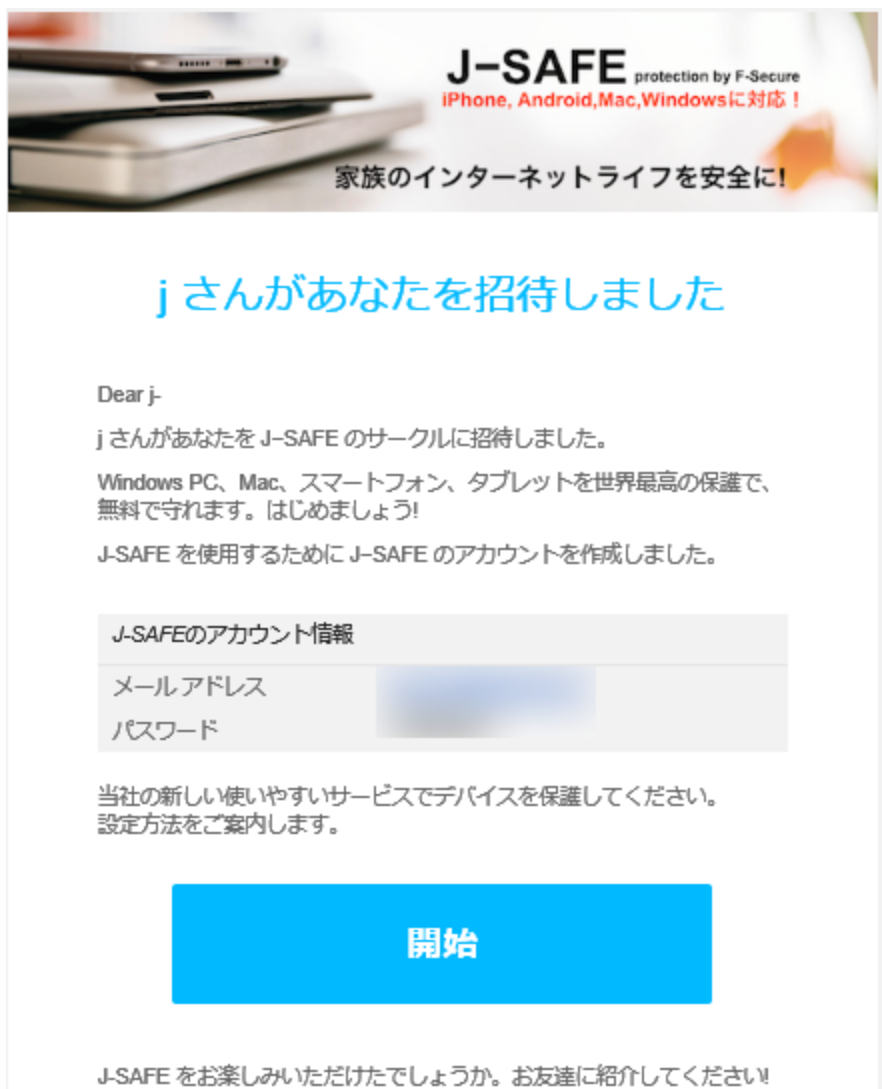 J-SAFE protection by F-Secure
iPhone, Android,Mac,Windowsに対応！
家族のインターネットライフを安全に!
j さんがあなたを招待しました
Dear j-
j さんがあなたを J-SAFE のサークルに招待しました。
Windows PC、Mac、スマートフォン、タブレットを世界最高の保護で、
無料で守れます。はじめましょう!
J-SAFE を使用するために J-SAFE のアカウントを作成しました。
J-SAFEのアカウント情報
メール アドレス
パスワード
当社の新しい使いやすいサービスでデバイスを保護してください。
設定方法をご案内します。
開始
J-SAFE をお楽しみいただけたでしょうか。お友達に紹介してください!